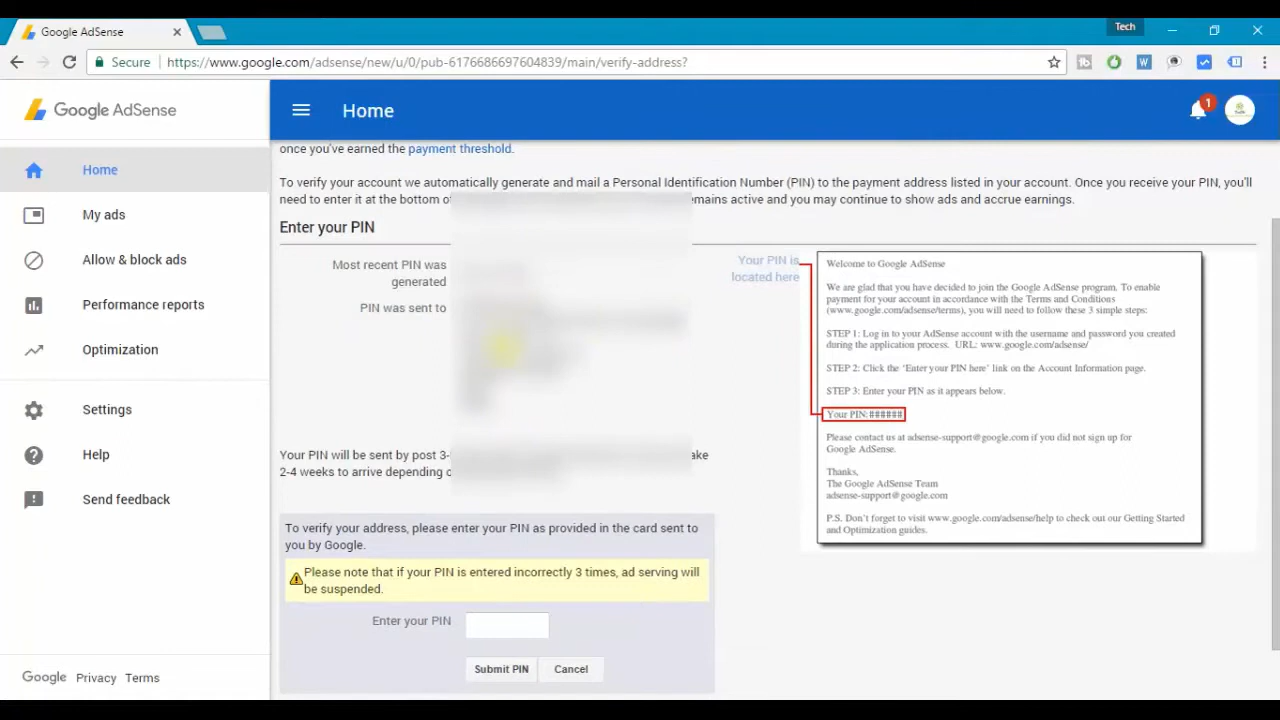 Google AdSense
Tech
Secure
https://www.google.com/adsense/new/u/0/pub-6176686697604839/main/verify-address?
W
Google AdSense
Home
1
Home
My ads
Allow & block ads
Performance reports
Optimization
Settings
Help
Send feedback
Google Privacy Terms
once you've earned the payment threshold.
To verify your account we automatically generate and mail a Personal Identification Number (PIN) to the payment address listed in your account. Once you receive your PIN, you'll
need to enter it at the bottom of emains active and you may continue to show ads and accrue earnings.
Enter your PIN
Most recent PIN was
generated
PIN was sent to
Your PIN will be sent by post 3- ake
2-4 weeks to arrive depending o
To verify your address, please enter your PIN as provided in the card sent to
you by Google.
Please note that if your PIN is entered incorrectly 3 times, ad serving will
be suspended.
Enter your PIN
Submit PIN Cancel
Your PIN is
located here
Welcome to Google AdSense
We are glad that you have decided to join the Google AdSense program. To enable
payment for your account in accordance with the Terms and Conditions
(www.google.com/adsense/terms), you will need to follow these 3 simple steps:
STEP 1: Log in to your AdSense account with the username and password you created
during the application process. URL: www.google.com/adsense/
STEP 2: Click the 'Enter your PIN here' link on the Account Information page.
STEP 3: Enter your PIN as it appears below.
Your PIN: ######
Please contact us at adsense-support@google.com if you did not sign up for
Google AdSense.
Thanks,
The Google AdSense Team
adsense-support@google.com
P.S. Don't forget to visit www.google.com/adsense/help to check out our Getting Started
and Optimization guides.